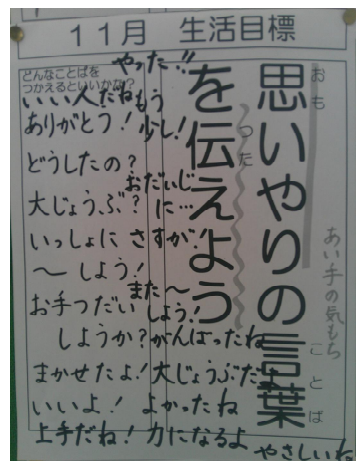 11月 生活目標
思いやりの言葉
おも
ことば
を伝えよう
つた
あい手の気もち
どんなことばを
つかえるといいかな?
やった!!
いい人だね
もう
少し!
ありがとう!
どうしたの?
おだいじ
に…
大じょうぶ?
いっしょに
~しよう!
さすが!
また~
しよう!
お手つだい
しようか?
がんばったね
まかせたよ!
大じょうぶだよ
いいよ!
よかったね
上手だね!
力になるよ
やさしいね